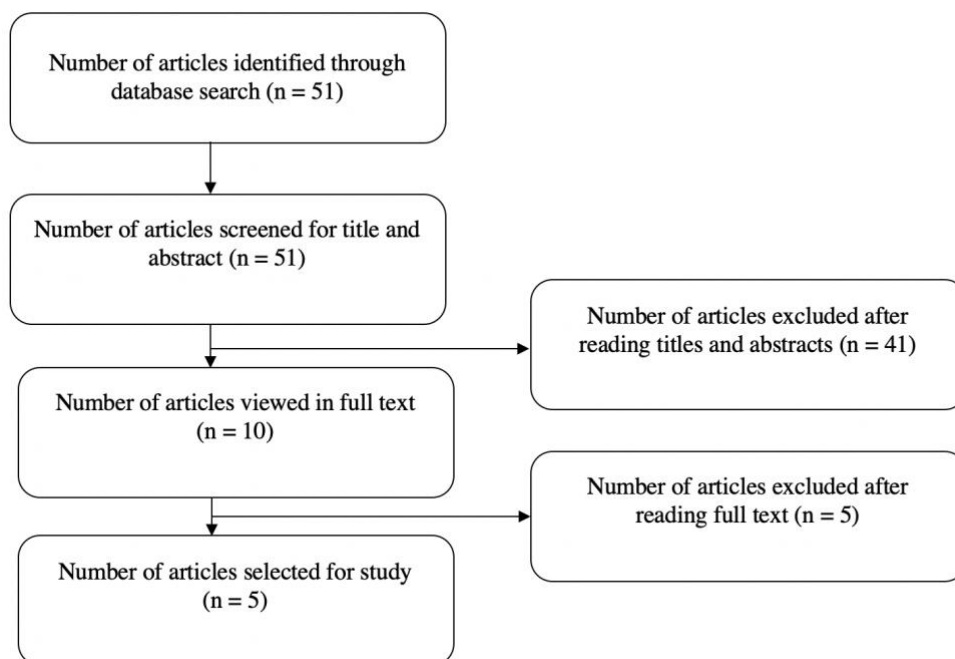 Number of articles identified through
database search (n = 51)
Number of articles screened for title and
abstract (n = 51)
Number of articles excluded after
reading titles and abstracts (n = 41)
Number of articles viewed in full text
(n = 10)
Number of articles excluded after
reading full text (n = 5)
Number of articles selected for study
(n = 5)